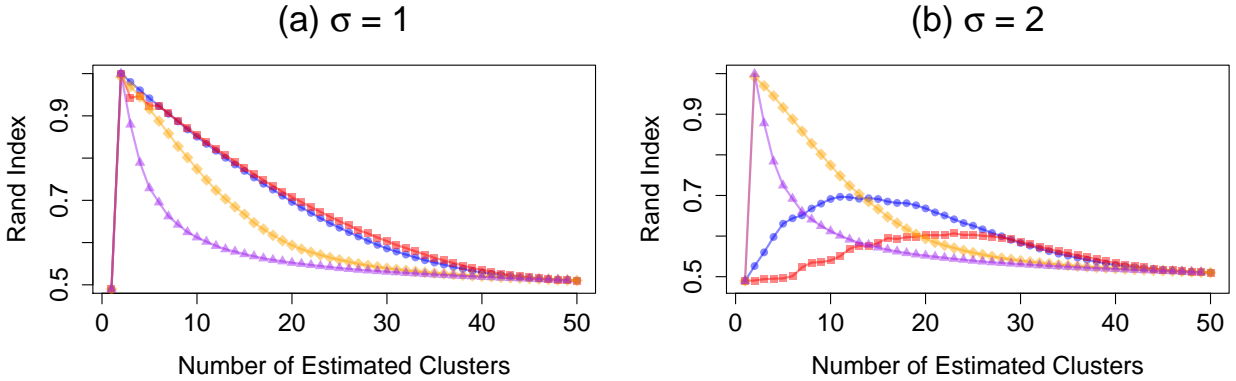 (a) σ = 1
Rand Index
0.5 0.7 0.9
0 10 20 30 40 50
Number of Estimated Clusters
(b) σ = 2
Rand Index
0.5 0.7 0.9
0 10 20 30 40 50
Number of Estimated Clusters